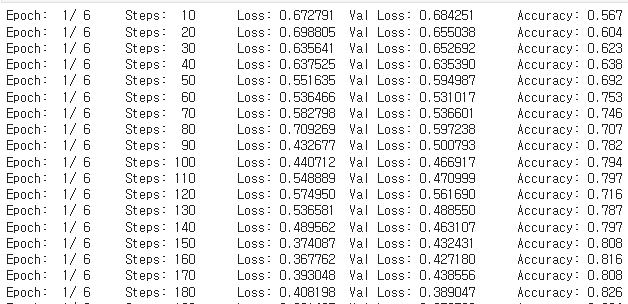 Epoch: 1/ 6 Steps: 10 Loss: 0.672791 Val Loss: 0.684251 Accuracy: 0.567
Epoch: 1/ 6 Steps: 20 Loss: 0.698805 Val Loss: 0.655038 Accuracy: 0.604
Epoch: 1/ 6 Steps: 30 Loss: 0.635641 Val Loss: 0.652692 Accuracy: 0.623
Epoch: 1/ 6 Steps: 40 Loss: 0.637525 Val Loss: 0.635390 Accuracy: 0.638
Epoch: 1/ 6 Steps: 50 Loss: 0.551635 Val Loss: 0.594987 Accuracy: 0.692
Epoch: 1/ 6 Steps: 60 Loss: 0.536466 Val Loss: 0.531017 Accuracy: 0.753
Epoch: 1/ 6 Steps: 70 Loss: 0.582798 Val Loss: 0.536601 Accuracy: 0.746
Epoch: 1/ 6 Steps: 80 Loss: 0.709269 Val Loss: 0.597238 Accuracy: 0.707
Epoch: 1/ 6 Steps: 90 Loss: 0.432677 Val Loss: 0.500793 Accuracy: 0.782
Epoch: 1/ 6 Steps: 100 Loss: 0.440712 Val Loss: 0.466917 Accuracy: 0.794
Epoch: 1/ 6 Steps: 110 Loss: 0.548889 Val Loss: 0.470999 Accuracy: 0.797
Epoch: 1/ 6 Steps: 120 Loss: 0.574950 Val Loss: 0.561690 Accuracy: 0.716
Epoch: 1/ 6 Steps: 130 Loss: 0.536581 Val Loss: 0.488550 Accuracy: 0.787
Epoch: 1/ 6 Steps: 140 Loss: 0.489562 Val Loss: 0.463107 Accuracy: 0.797
Epoch: 1/ 6 Steps: 150 Loss: 0.374087 Val Loss: 0.432431 Accuracy: 0.808
Epoch: 1/ 6 Steps: 160 Loss: 0.367762 Val Loss: 0.427180 Accuracy: 0.816
Epoch: 1/ 6 Steps: 170 Loss: 0.393048 Val Loss: 0.438556 Accuracy: 0.808
Epoch: 1/ 6 Steps: 180 Loss: 0.408198 Val Loss: 0.389047 Accuracy: 0.826